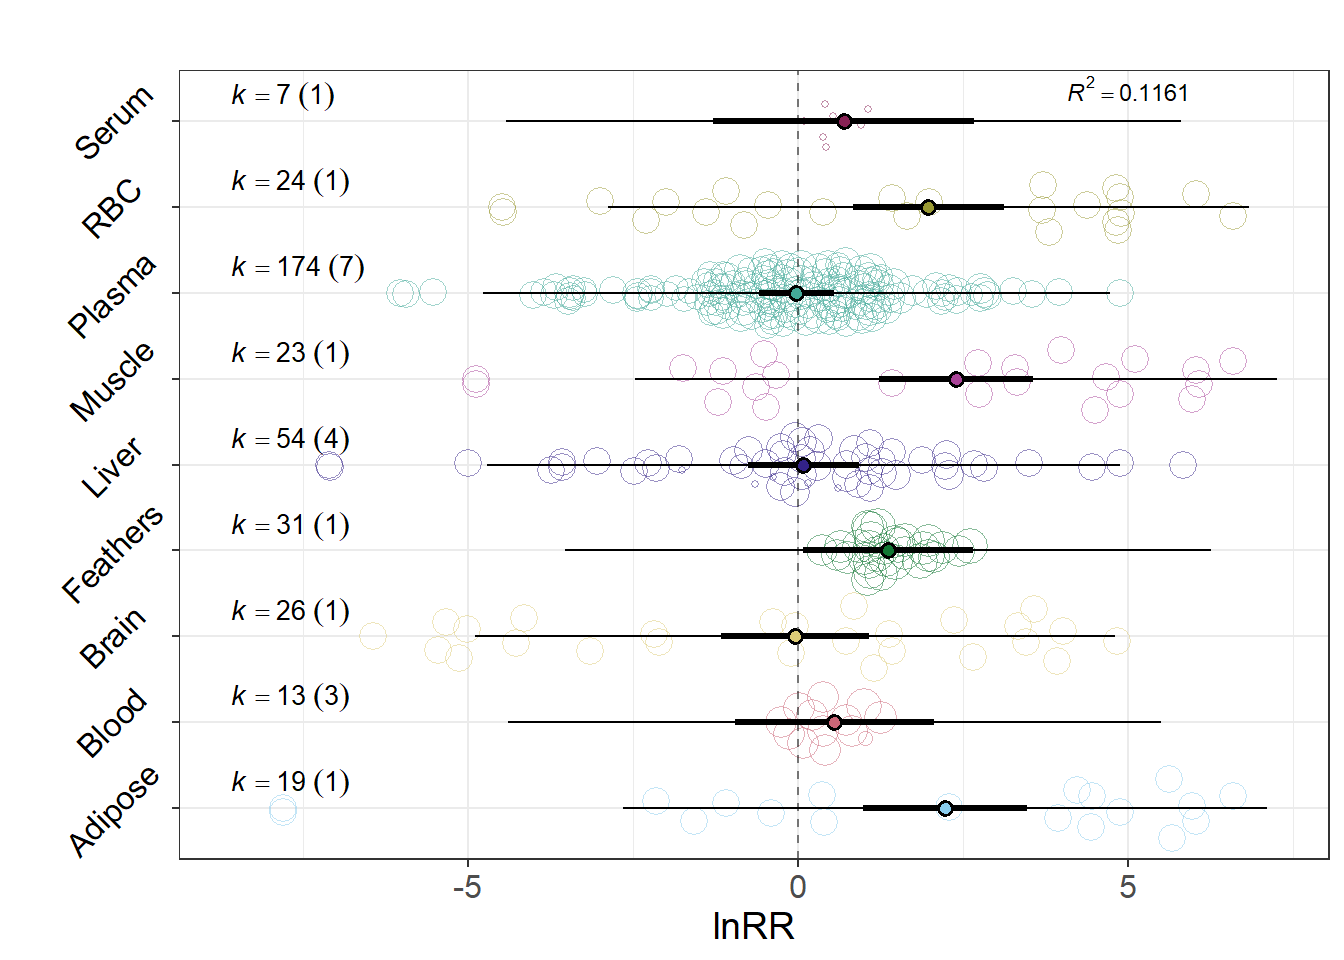 Serum
k = 7 (1)
R² = 0.1161
RBC
k = 24 (1)
Plasma
k = 174 (7)
Muscle
k = 23 (1)
Liver
k = 54 (4)
Feathers
k = 31 (1)
Brain
k = 26 (1)
Blood
k = 13 (3)
Adipose
k = 19 (1)
-5 0 5
lnRR